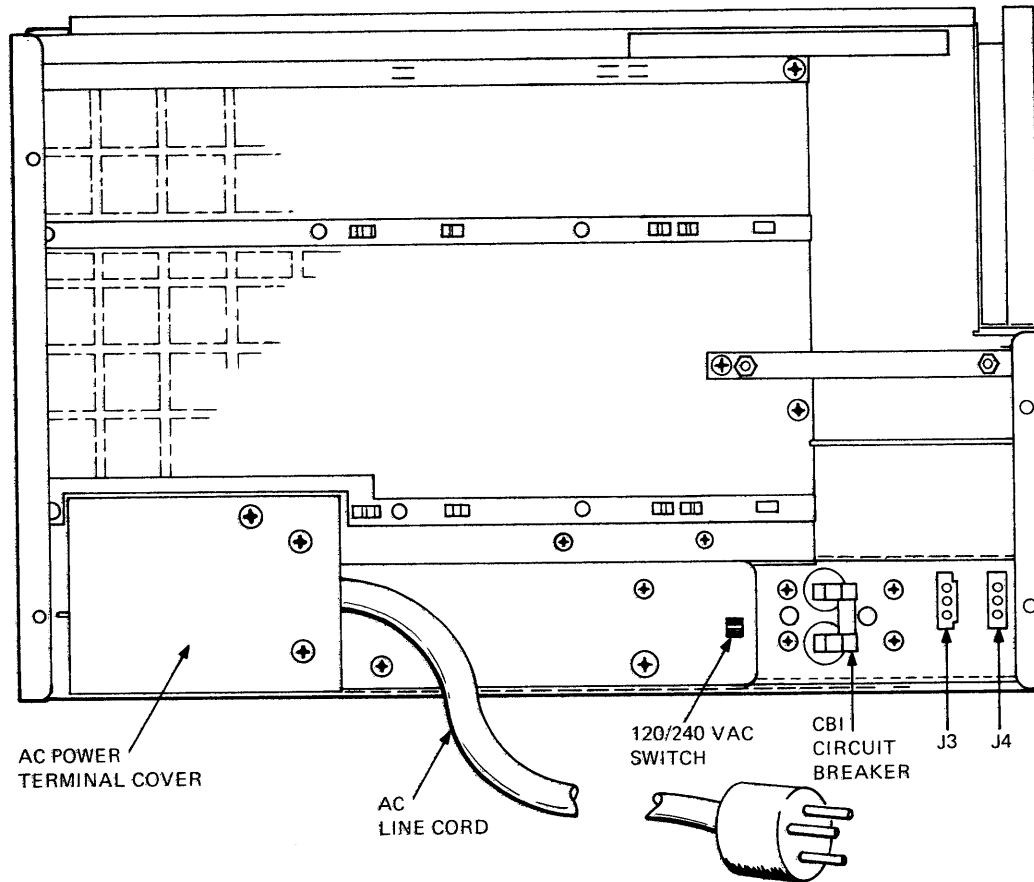 AC POWER
TERMINAL COVER
AC
LINE CORD
120/240 VAC
SWITCH
CBI
CIRCUIT
BREAKER
J3
J4